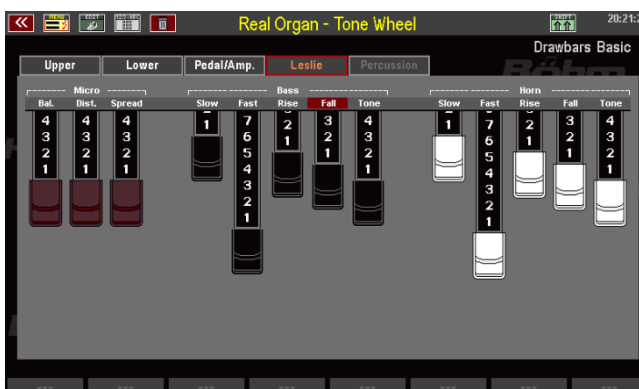 MENU EDIT TEST-ABC Real Organ - Tone Wheel SHIFT 20:21:2
Drawbars Basic
Upper Lower Pedal/Amp. Leslie Percussion
Böhm
Micro Bass Horn
Bal. Dist. Spread Slow Fast Rise Fall Tone Slow Fast Rise Fall Tone
4 4 4 1 7 2 3 4 1 7 2 3 4
3 3 3 6 1 2 3 6 1 2 3
2 2 2 5 1 2 5 1 2
1 1 1 4 1 4 1
3 3
2 2
1 1
--- --- --- --- --- --- --- ---